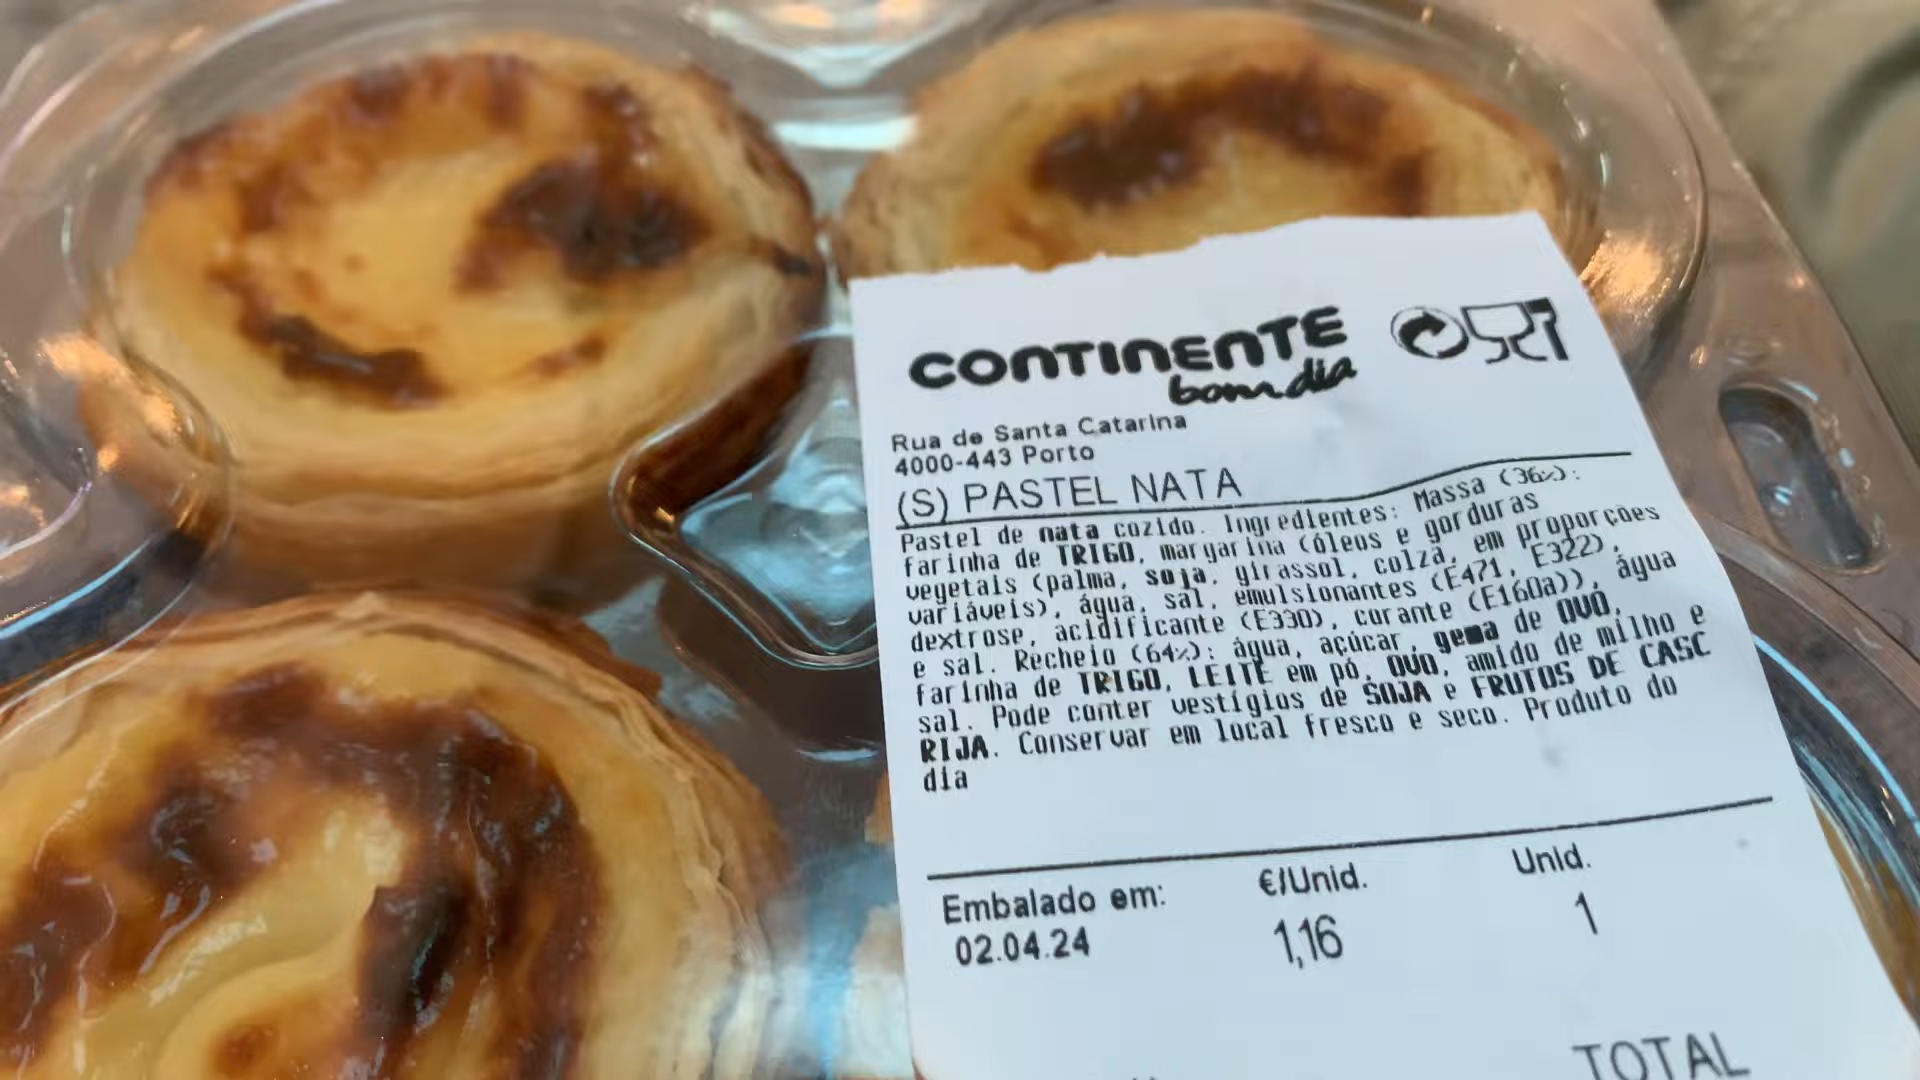 CONTINENTE
bom dia
Rua de Santa Catarina
4000-443 Porto
(S) PASTEL NATA
Pastel de nata cozido. Ingredientes: Massa (36%):
farinha de TRIGO, margarina (óleos e gorduras
vegetais (palma, soja, girassol, colza, em proporções
variáveis), água, sal, emulsionantes (E471, E322),
dextrose, acidificante (E330), corante (E160a)), água
e sal. Recheio (64%): água, açúcar, gema de OVO,
farinha de TRIGO, LEITE em pó, OVO, amido de milho e
sal. Pode conter vestígios de SOJA e FRUTOS DE CASC
RIJA. Conservar em local fresco e seco. Produto do
dia
Embalado em: €/Unid. Unid.
02.04.24 1,16 1
TOTAL